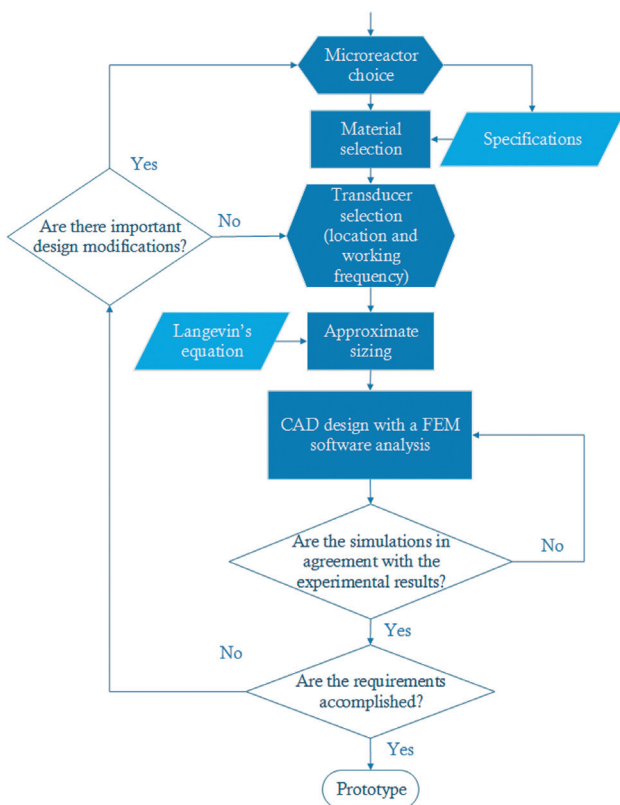 Microreactor
choice
Material
selection
Specifications
Yes
Are there important
design modifications?
No
Transducer
selection
(location and
working
frequency)
Langevin's
equation
Approximate
sizing
CAD design with a FEM
software analysis
Are the simulations in
agreement with the
experimental results?
No
Yes
No
Are the requirements
accomplished?
Yes
Prototype